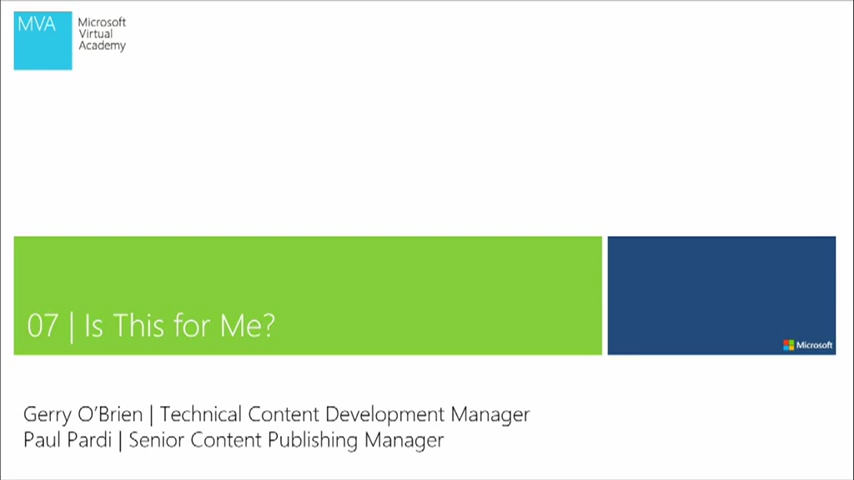 MVA
Microsoft
Virtual
Academy
07 | Is This for Me?
Microsoft
Gerry O'Brien | Technical Content Development Manager
Paul Pardi | Senior Content Publishing Manager